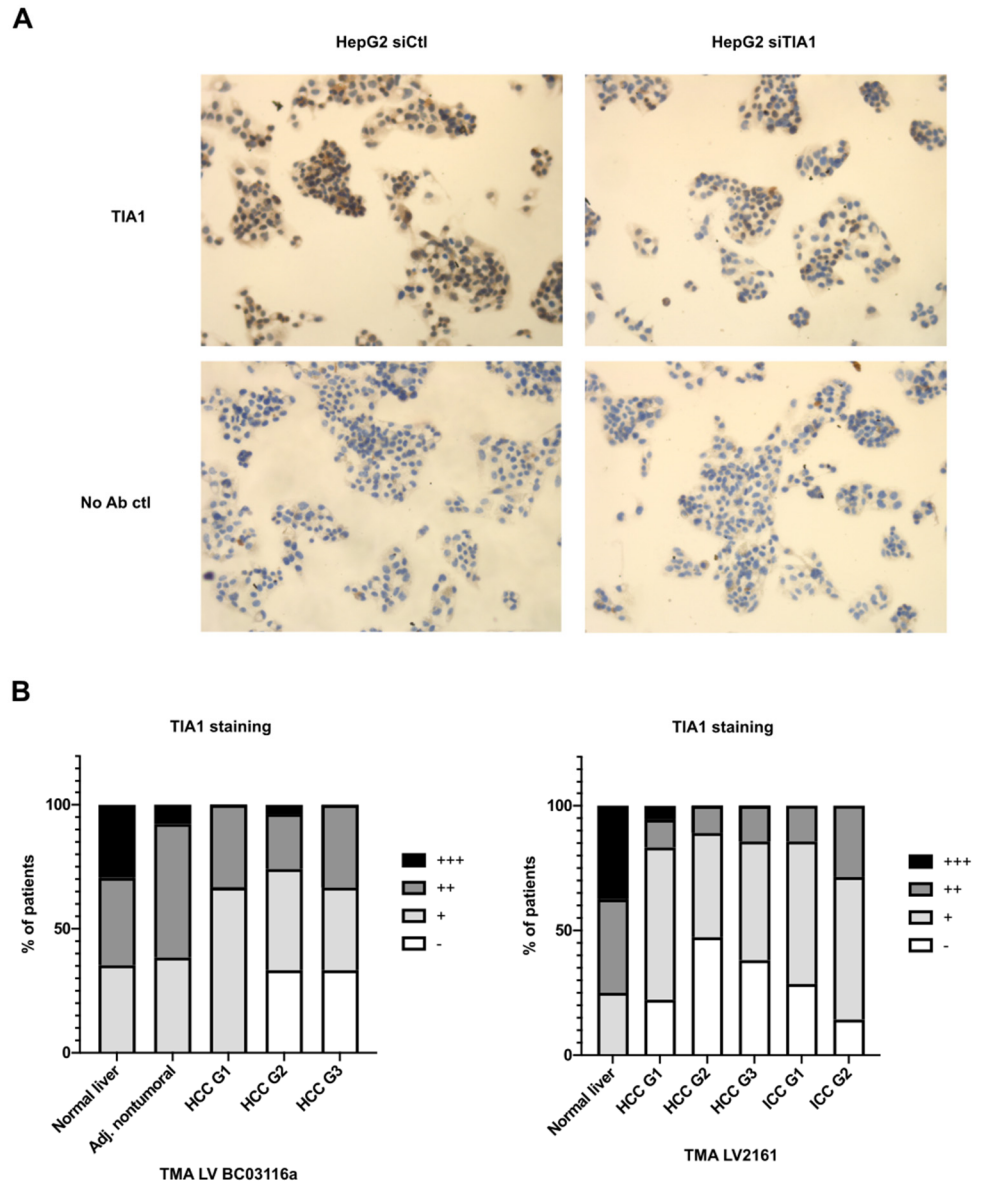 A
HepG2 siCtl
HepG2 siTIA1
TIA1
No Ab ctl
B
TIA1 staining
% of patients
100
50
0
Normal liver
Adj. nontumoral
HCC G1
HCC G2
HCC G3
+++
++
+
-
TMA LV BC03116a
TIA1 staining
% of patients
100
50
0
Normal liver
HCC G1
HCC G2
HCC G3
ICC G1
ICC G2
+++
++
+
-
TMA LV2161